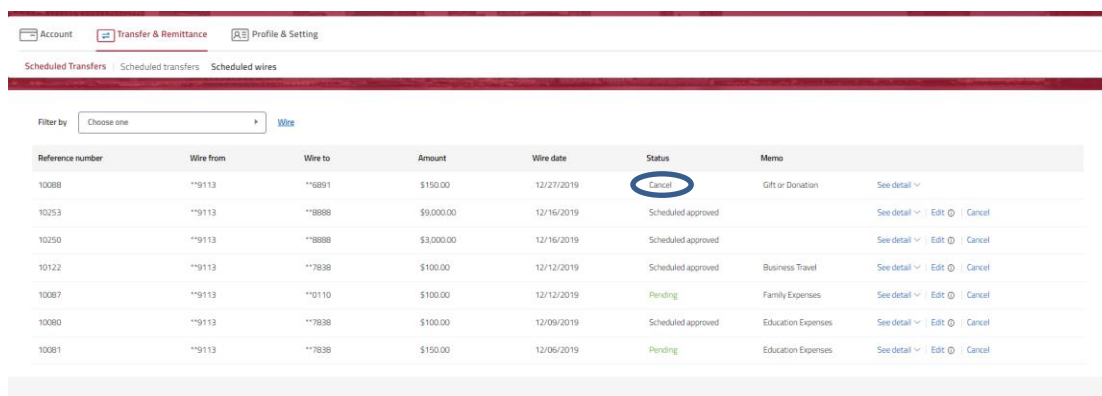 Account Transfer & Remittance Profile & Setting
Scheduled Transfers | Scheduled transfers Scheduled wires
Filter by Choose one Wire
Reference number Wire from Wire to Amount Wire date Status Memo
10088 **9113 **6891 $150.00 12/27/2019 Cancel Gift or Donation See detail
10253 **9113 **8888 $9,000.00 12/16/2019 Scheduled approved See detail | Edit | Cancel
10250 **9113 **8888 $3,000.00 12/16/2019 Scheduled approved See detail | Edit | Cancel
10122 **9113 **7838 $100.00 12/12/2019 Scheduled approved Business Travel See detail | Edit | Cancel
10087 **9113 **0110 $100.00 12/12/2019 Pending Family Expenses See detail | Edit | Cancel
10080 **9113 **7838 $100.00 12/09/2019 Scheduled approved Education Expenses See detail | Edit | Cancel
10081 **9113 **7838 $150.00 12/06/2019 Pending Education Expenses See detail | Edit | Cancel